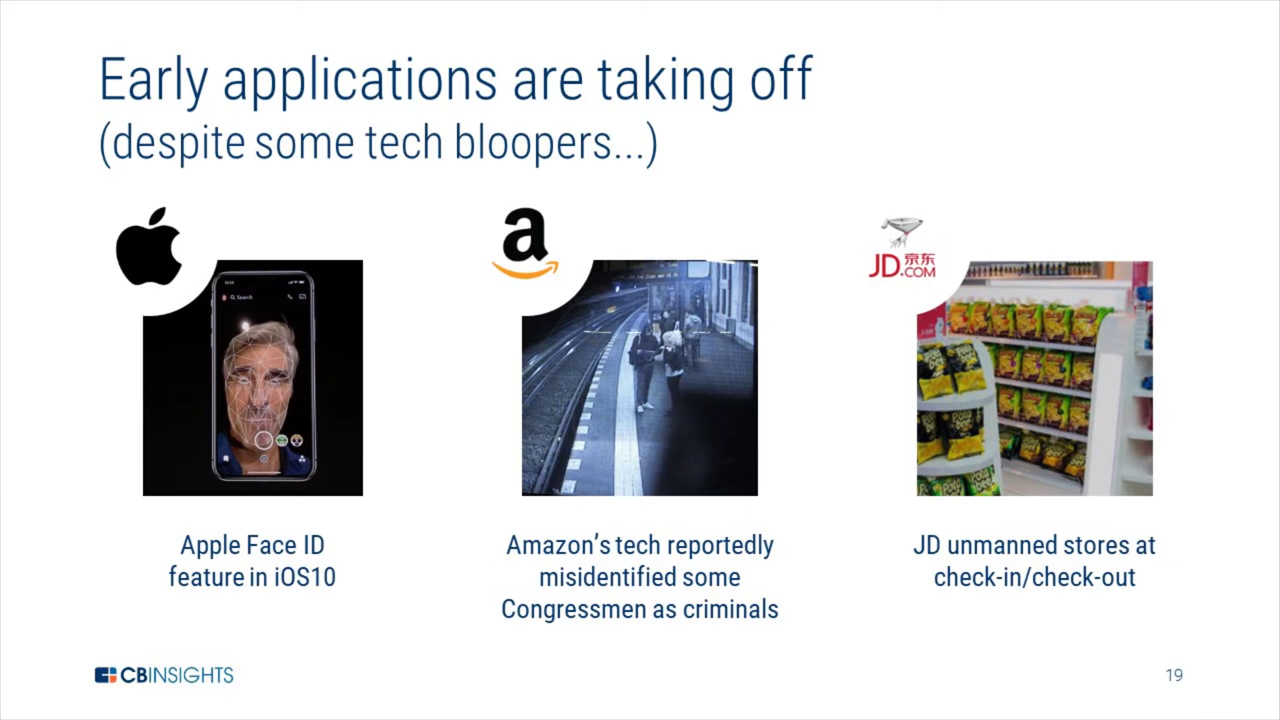 Early applications are taking off
(despite some tech bloopers...)
a
京东
JD.COM
Search
Apple Face ID
feature in iOS10
Amazon's tech reportedly
misidentified some
Congressmen as criminals
JD unmanned stores at
check-in/check-out
CBINSIGHTS
19